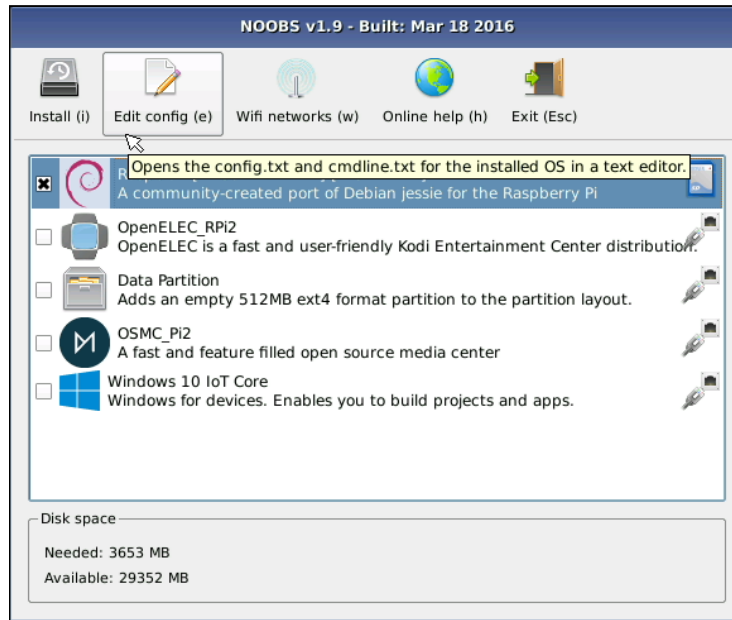 NOOBS v1.9 - Built: Mar 18 2016
Install (i) Edit config (e) Wifi networks (w) Online help (h) Exit (Esc)
Opens the config.txt and cmdline.txt for the installed OS in a text editor.
A community-created port of Debian jessie for the Raspberry Pi
OpenELEC_RPi2
OpenELEC is a fast and user-friendly Kodi Entertainment Center distribution.
Data Partition
Adds an empty 512MB ext4 format partition to the partition layout.
OSMC_Pi2
A fast and feature filled open source media center
Windows 10 IoT Core
Windows for devices. Enables you to build projects and apps.
Disk space
Needed: 3653 MB
Available: 29352 MB